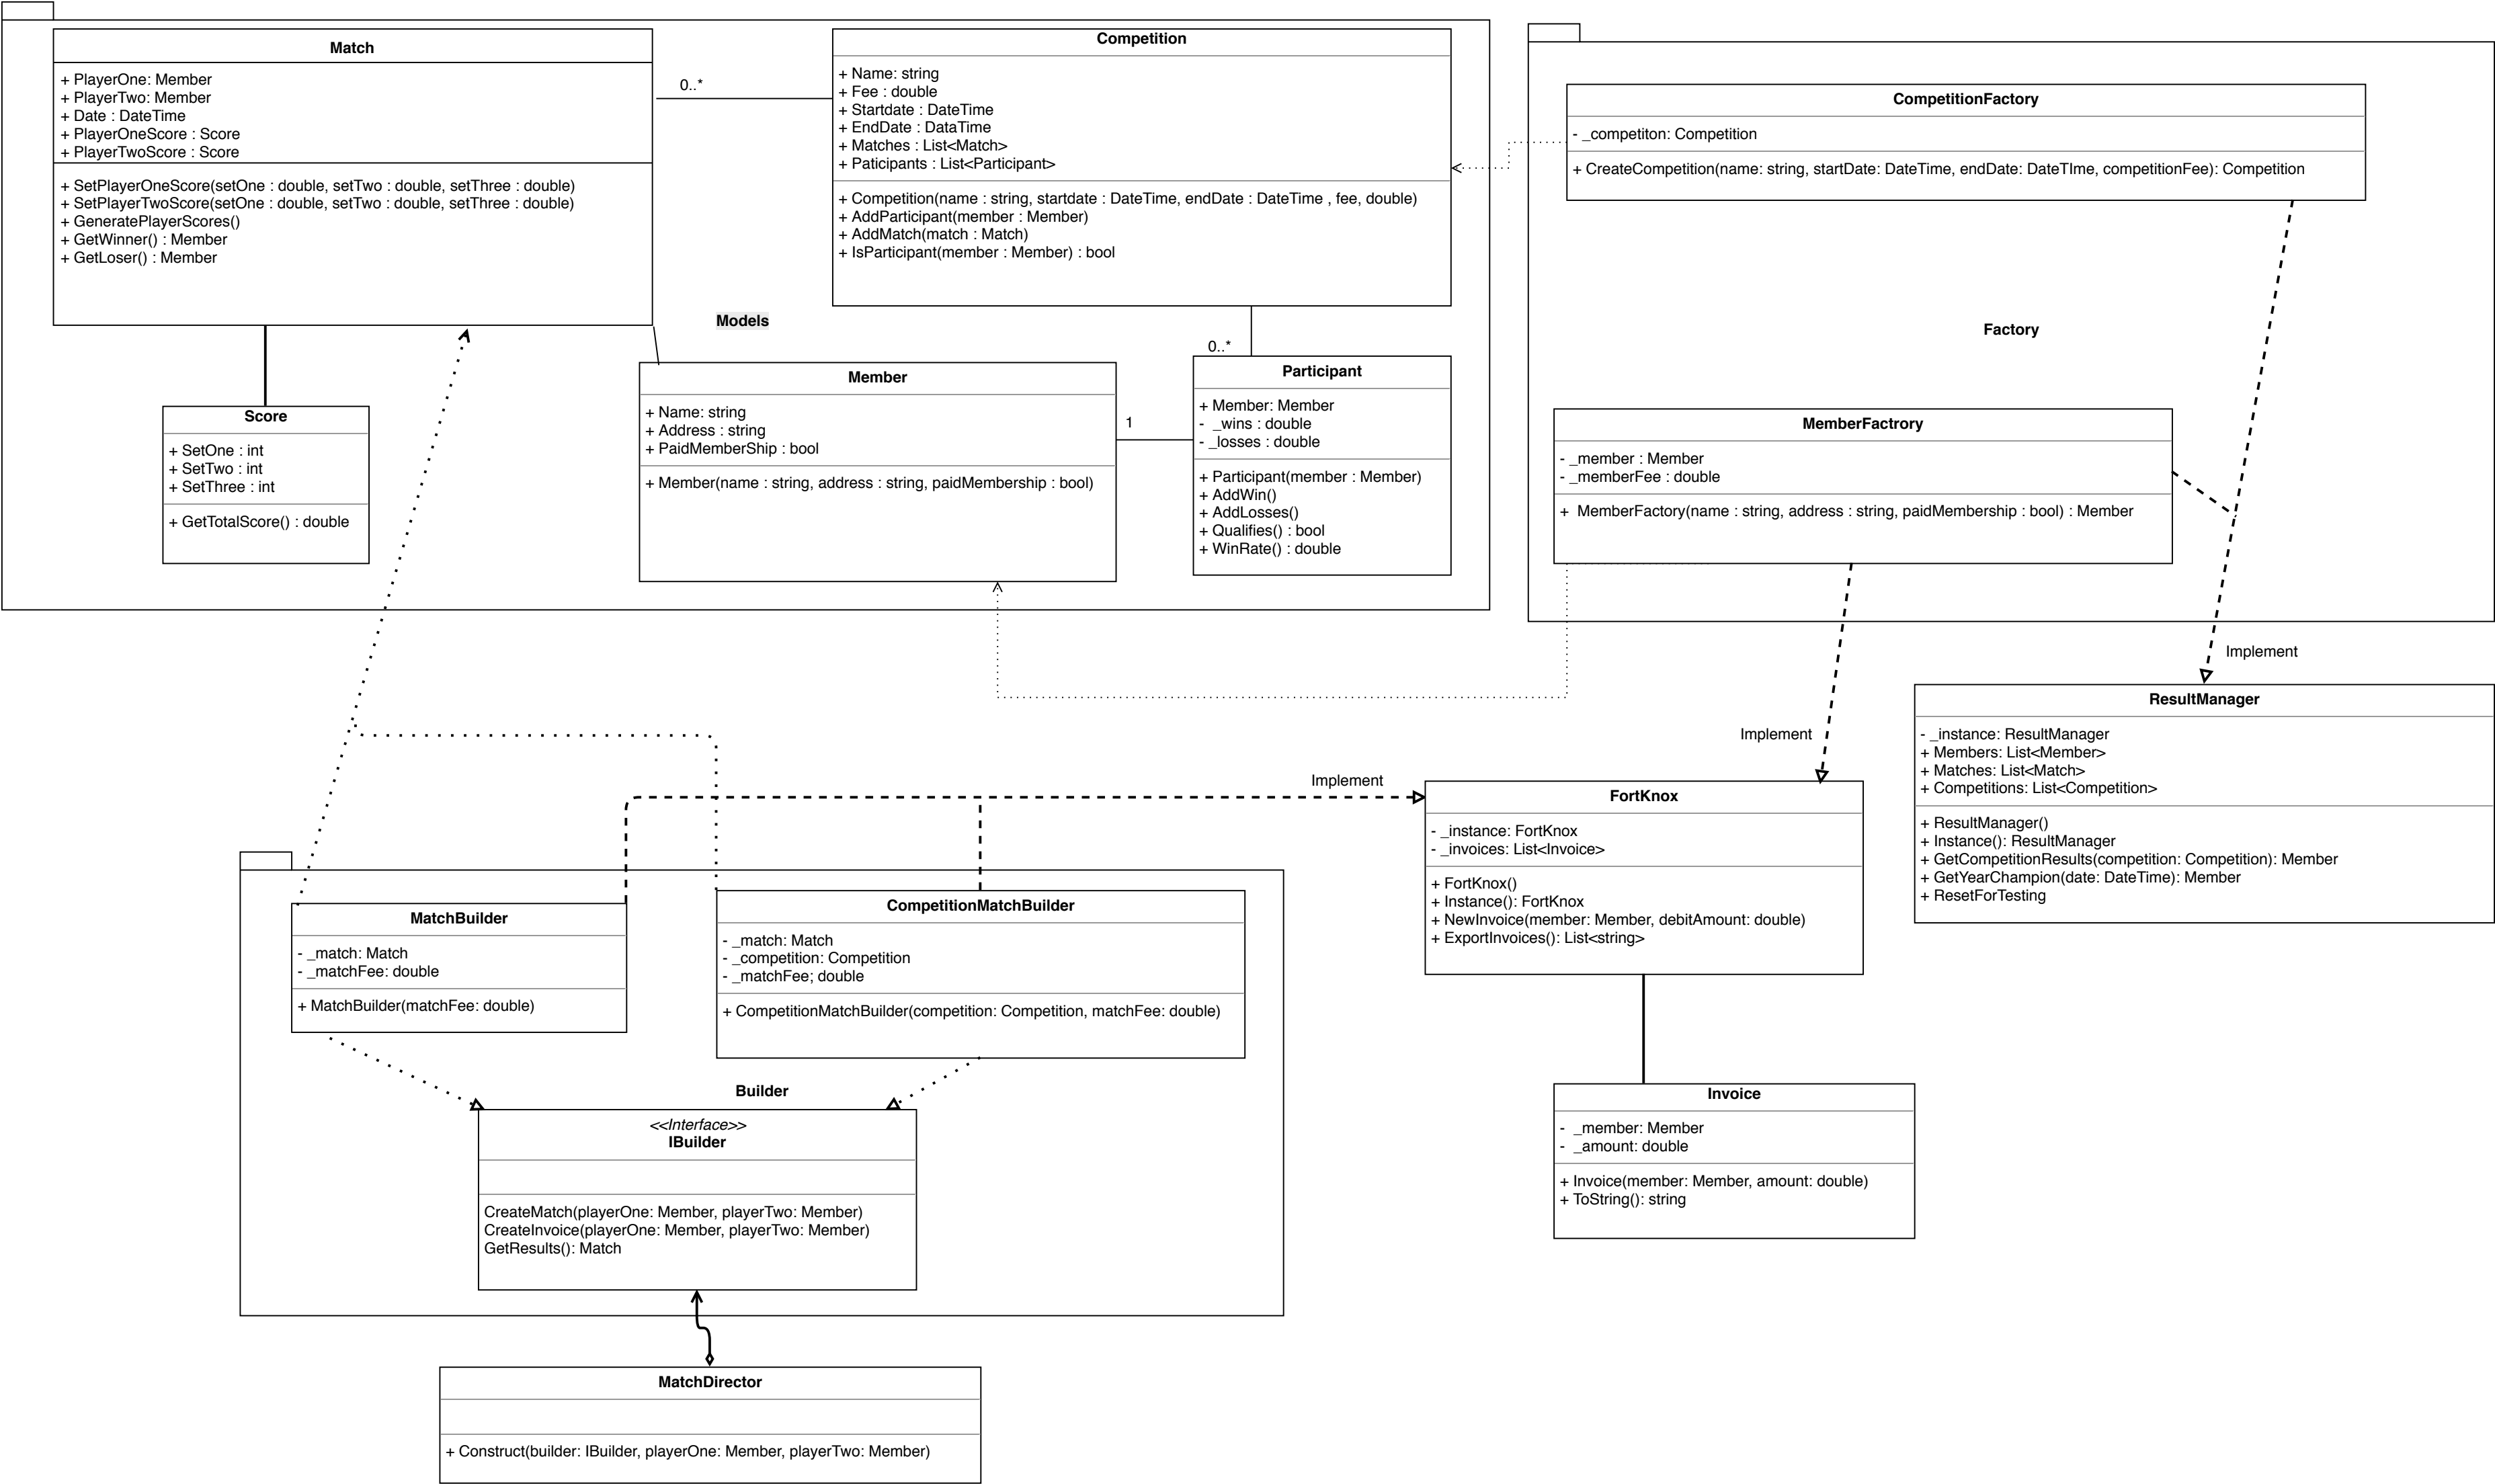 Match
+ PlayerOne: Member
+ PlayerTwo: Member
+ Date : DateTime
+ PlayerOneScore : Score
+ PlayerTwoScore : Score
+ SetPlayerOneScore(setOne : double, setTwo : double, setThree : double)
+ SetPlayerTwoScore(setOne : double, setTwo : double, setThree : double)
+ GeneratePlayerScores()
+ GetWinner() : Member
+ GetLoser() : Member
0..*
Competition
+ Name: string
+ Fee : double
+ Startdate : DateTime
+ EndDate : DataTime
+ Matches : List<Match>
+ Paticipants : List<Participant>
+ Competition(name : string, startdate : DateTime, endDate : DateTime , fee, double)
+ AddParticipant(member : Member)
+ AddMatch(match : Match)
+ IsParticipant(member : Member) : bool
Models
0..*
Score
+ SetOne : int
+ SetTwo : int
+ SetThree : int
+ GetTotalScore() : double
Member
+ Name: string
+ Address : string
+ PaidMemberShip : bool
+ Member(name : string, address : string, paidMembership : bool)
1
Participant
+ Member: Member
- _wins : double
- _losses : double
+ Participant(member : Member)
+ AddWin()
+ AddLosses()
+ Qualifies() : bool
+ WinRate() : double
CompetitionFactory
- _competiton: Competition
+ CreateCompetition(name: string, startDate: DateTime, endDate: DateTIme, competitionFee): Competition
Factory
MemberFactrory
- _member : Member
- _memberFee : double
+ MemberFactory(name : string, address : string, paidMembership : bool) : Member
Implement
Implement
Implement
ResultManager
- _instance: ResultManager
+ Members: List<Member>
+ Matches: List<Match>
+ Competitions: List<Competition>
+ ResultManager()
+ Instance(): ResultManager
+ GetCompetitionResults(competition: Competition): Member
+ GetYearChampion(date: DateTime): Member
+ ResetForTesting
FortKnox
- _instance: FortKnox
- _invoices: List<Invoice>
+ FortKnox()
+ Instance(): FortKnox
+ NewInvoice(member: Member, debitAmount: double)
+ ExportInvoices(): List<string>
MatchBuilder
- _match: Match
- _matchFee: double
+ MatchBuilder(matchFee: double)
CompetitionMatchBuilder
- _match: Match
- _competition: Competition
- _matchFee; double
+ CompetitionMatchBuilder(competition: Competition, matchFee: double)
Builder
<<Interface>>
IBuilder
CreateMatch(playerOne: Member, playerTwo: Member)
CreateInvoice(playerOne: Member, playerTwo: Member)
GetResults(): Match
Invoice
- _member: Member
- _amount: double
+ Invoice(member: Member, amount: double)
+ ToString(): string
MatchDirector
+ Construct(builder: IBuilder, playerOne: Member, playerTwo: Member)